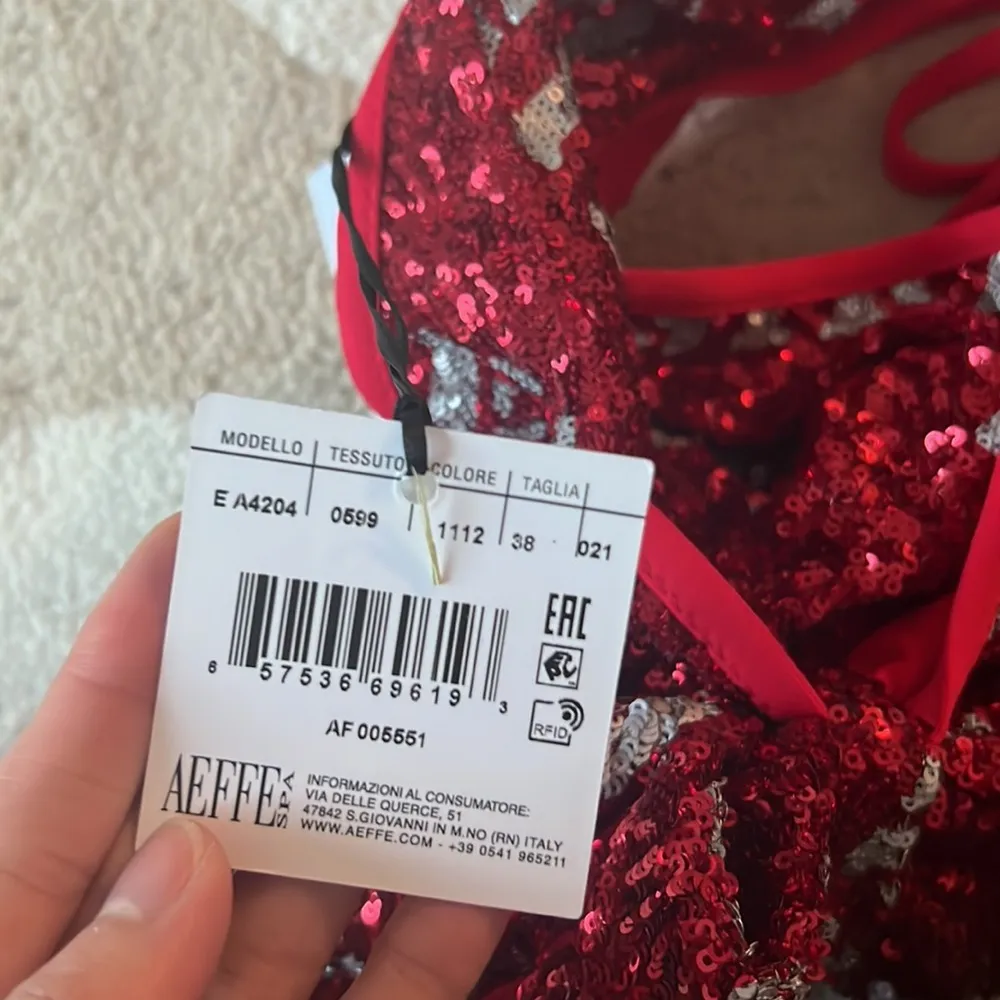 MODELLO TESSUTO COLORE TAGLIA
E A4204 0599 1112 38 021
EAC
6 57536 69619 3
RFID
AF 005551
AEFFE SPA
INFORMAZIONI AL CONSUMATORE:
VIA DELLE QUERCE, 51
47842 S.GIOVANNI IN M.NO (RN) ITALY
WWW.AEFFE.COM - +39 0541 965211